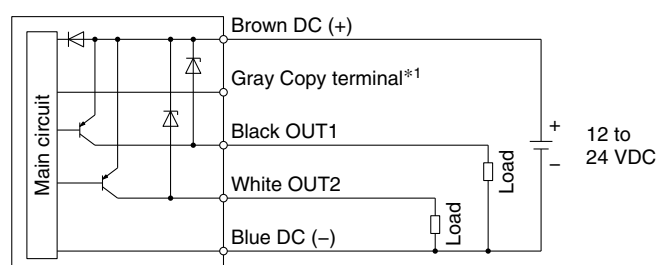 Brown DC (+)
Gray Copy terminal*1
Main circuit
Black OUT1
+
12 to
24 VDC
−
Load
White OUT2
Load
Blue DC (−)